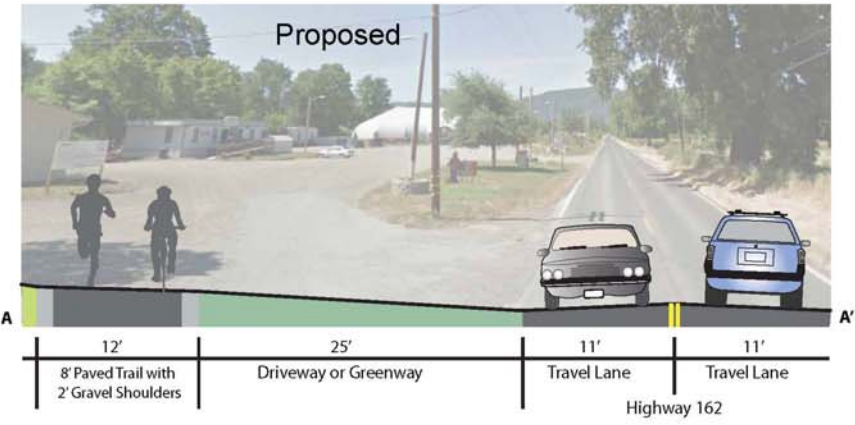 Proposed
A
A'
12'
25'
11'
11'
8' Paved Trail with
2' Gravel Shoulders
Driveway or Greenway
Travel Lane
Travel Lane
Highway 162